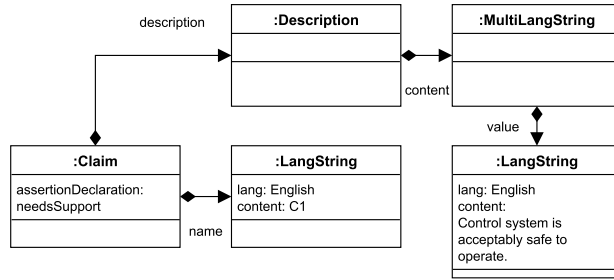 description
:Description
:MultiLangString
content
value
:Claim
assertionDeclaration:
needsSupport
name
:LangString
lang: English
content: C1
:LangString
lang: English
content:
Control system is
acceptably safe to
operate.